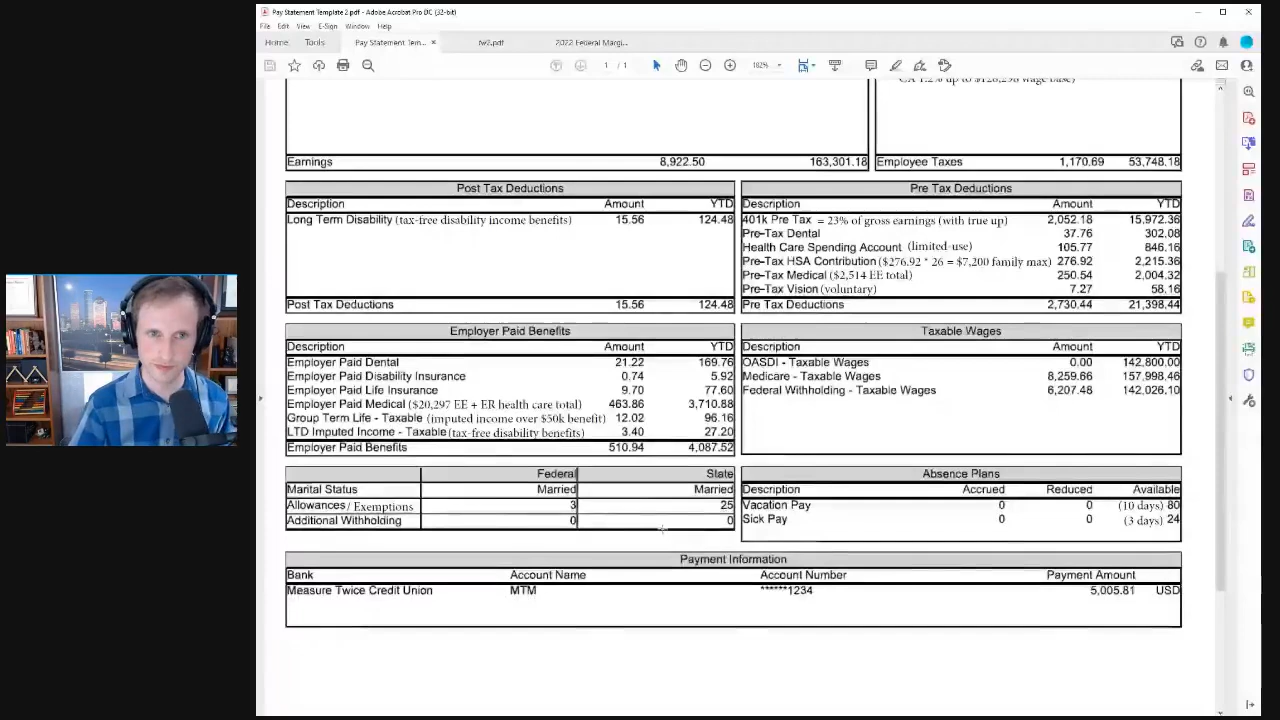 Pay Statement Template 2.pdf - Adobe Acrobat Pro DC (32-bit)
File Edit View E-Sign Window Help
Home Tools Pay Statement Tem... × fw2.pdf 2022 Federal Margi...
1 / 1 182%
CA 1.2% up to $128,298 wage base)
Earnings 8,922.50 163,301.18 Employee Taxes 1,170.69 53,748.18
Post Tax Deductions Pre Tax Deductions
Description Amount YTD Description Amount YTD
Long Term Disability (tax-free disability income benefits) 15.56 124.48 401k Pre Tax = 23% of gross earnings (with true up) 2,052.18 15,972.36
Pre-Tax Dental 37.76 302.08
Health Care Spending Account (limited-use) 105.77 846.16
Pre-Tax HSA Contribution ($276.92 * 26 = $7,200 family max) 276.92 2,215.36
Pre-Tax Medical ($2,514 EE total) 250.54 2,004.32
Pre-Tax Vision (voluntary) 7.27 58.16
Post Tax Deductions 15.56 124.48 Pre Tax Deductions 2,730.44 21,398.44
Employer Paid Benefits Taxable Wages
Description Amount YTD Description Amount YTD
Employer Paid Dental 21.22 169.76 OASDI - Taxable Wages 0.00 142,800.00
Employer Paid Disability Insurance 0.74 5.92 Medicare - Taxable Wages 8,259.66 157,998.46
Employer Paid Life Insurance 9.70 77.60 Federal Withholding - Taxable Wages 6,207.48 142,026.10
Employer Paid Medical ($20,297 EE + ER health care total) 463.86 3,710.88
Group Term Life - Taxable (imputed income over $50k benefit) 12.02 96.16
LTD Imputed Income - Taxable (tax-free disability benefits) 3.40 27.20
Employer Paid Benefits 510.94 4,087.52
Federal State Absence Plans
Marital Status Married Married Description Accrued Reduced Available
Allowances / Exemptions 3 25 Vacation Pay 0 0 (10 days) 80
Additional Withholding 0 0 Sick Pay 0 0 (3 days) 24
Payment Information
Bank Account Name Account Number Payment Amount
Measure Twice Credit Union MTM ******1234 5,005.81 USD